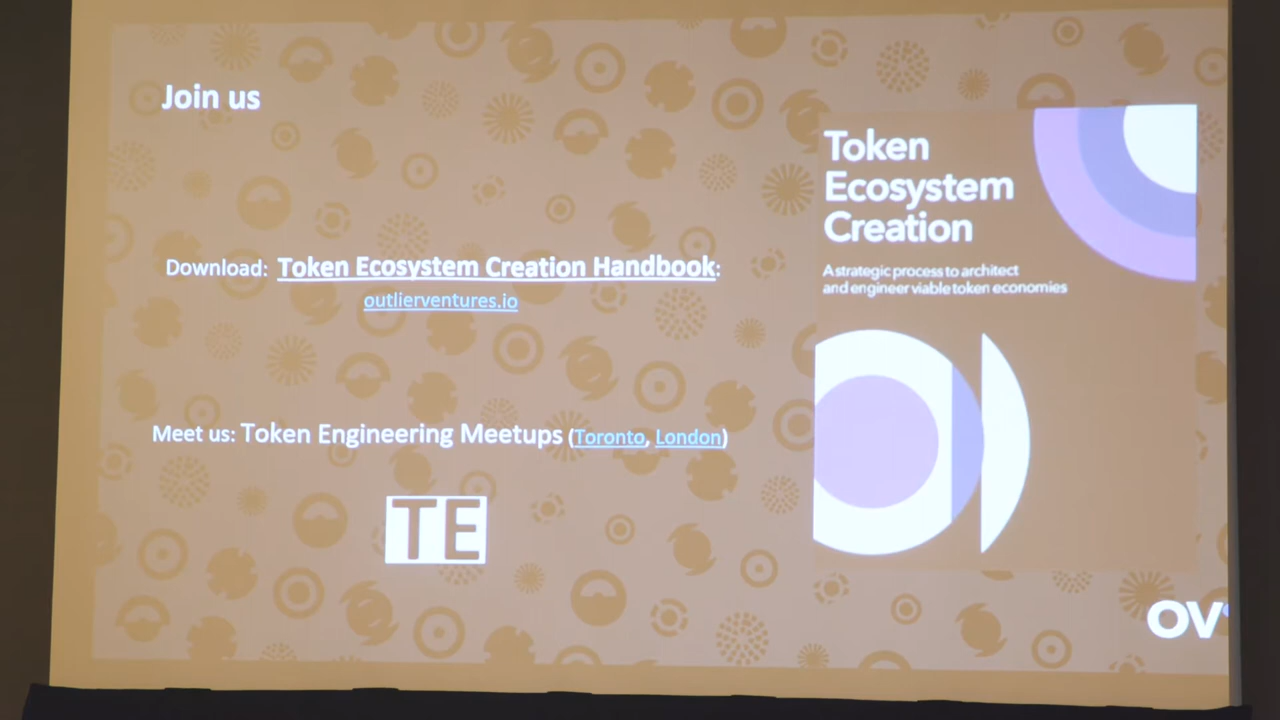 Join us
Download: Token Ecosystem Creation Handbook:
outlierventures.io
Meet us: Token Engineering Meetups (Toronto, London)
TE
Token
Ecosystem
Creation
A strategic process to architect
and engineer viable token economies
OV